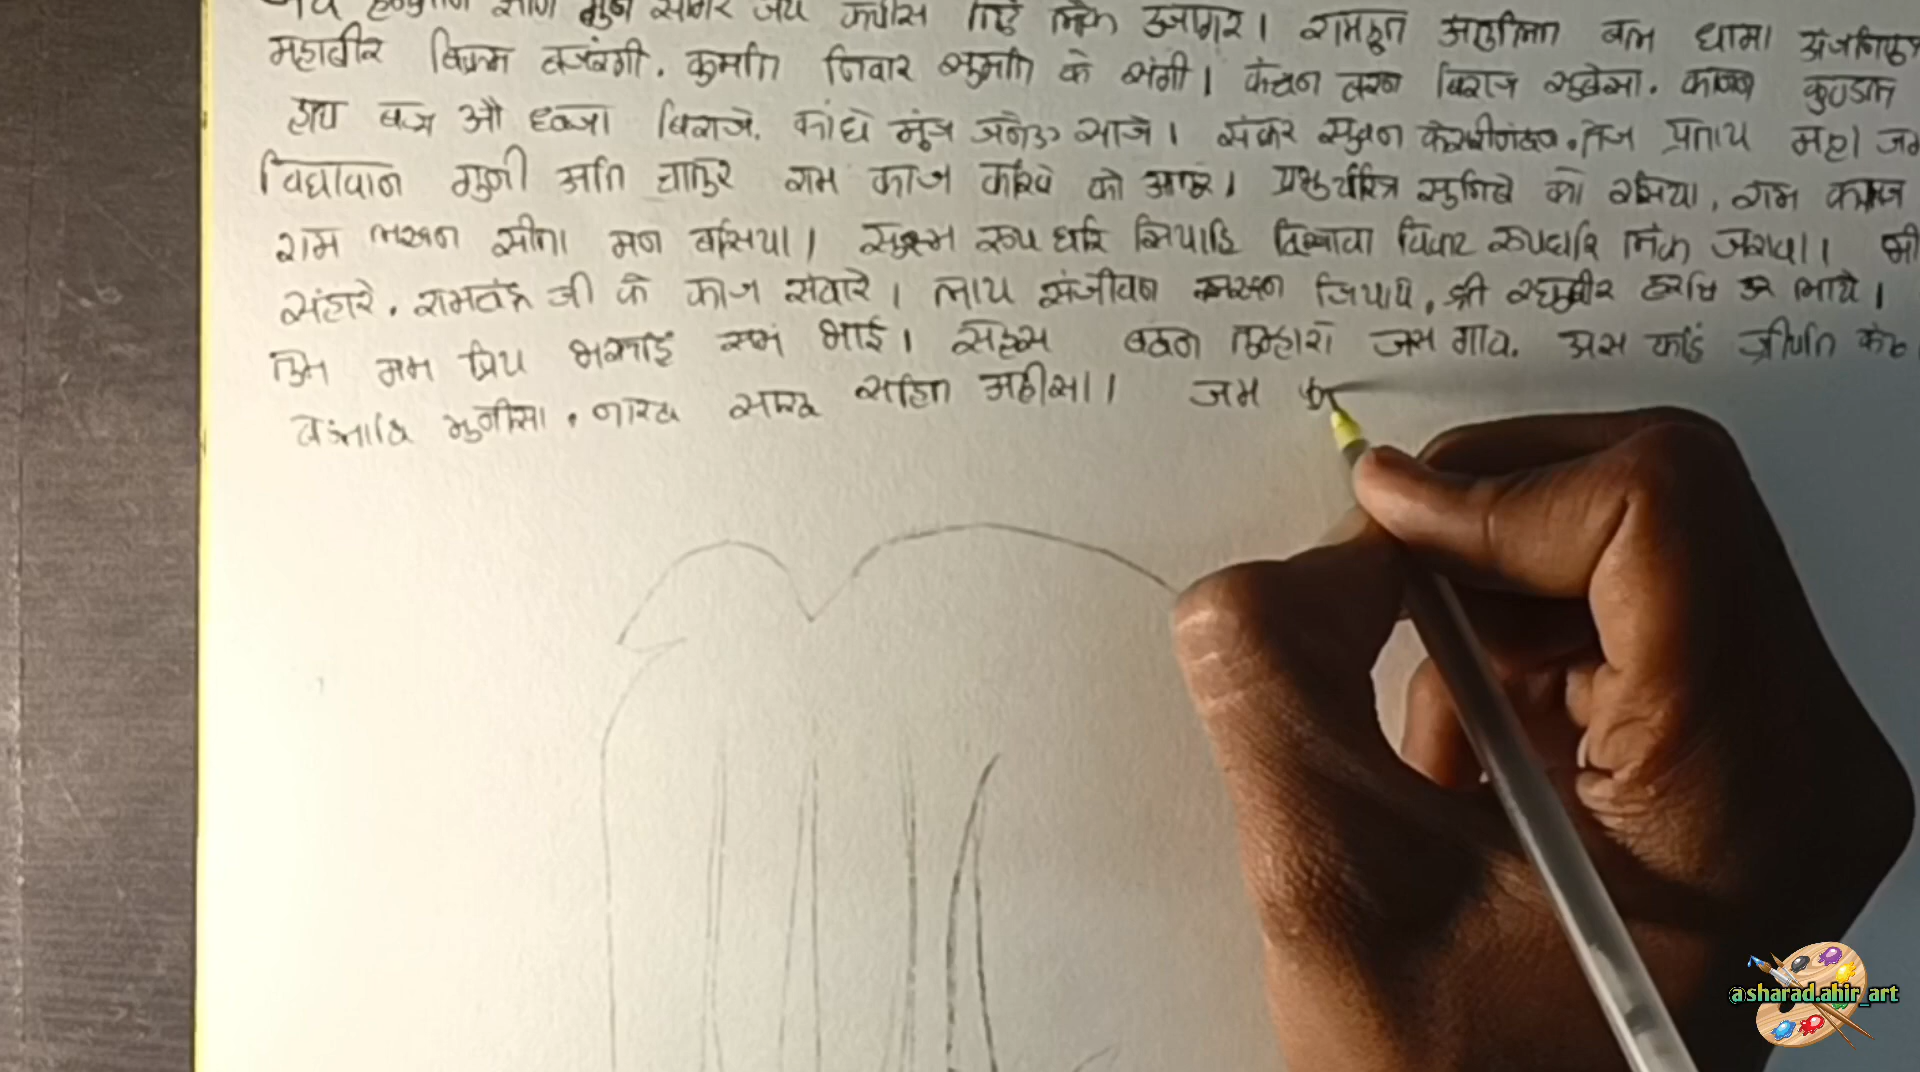 जय हनुमान ज्ञान गुन सागर जय कपीस तिहुं लोक उजागर। रामदूत अतुलित बल धामा अंजनिपुत्र
महाबीर बिक्रम बजरंगी. कुमति निवार सुमति के संगी। कंचन बरन बिराज सुबेसा. कानन कुण्डल
हाथ बज्र औ ध्वजा बिराजे. कांधे मूंज जनेऊ साजे। संकर सुवन केसरीनंदन. तेज प्रताप महा जग
विद्यावान गुनी अति चातुर राम काज करिबे को आतुर। प्रभु चरित्र सुनिबे को रसिया, राम
राम लखन सीता मन बसिया। सूक्ष्म रूप धरि सियाहि दिखावा विकट रूप धरि लंक जरावा। भी
संहारे. रामचंद्र जी के काज संवारे। लाय संजीवन लखन जियाये, श्री रघुबीर हरषि उर लाये।
तुम मम प्रिय भरतहि सम भाई। सहस बदन तुम्हारो जस गावें. अस कहि श्रीपति कंठ
ब्रह्मादि मुनीसा. नारद सारद सहित अहीसा। जम
@sharad.ahir_art